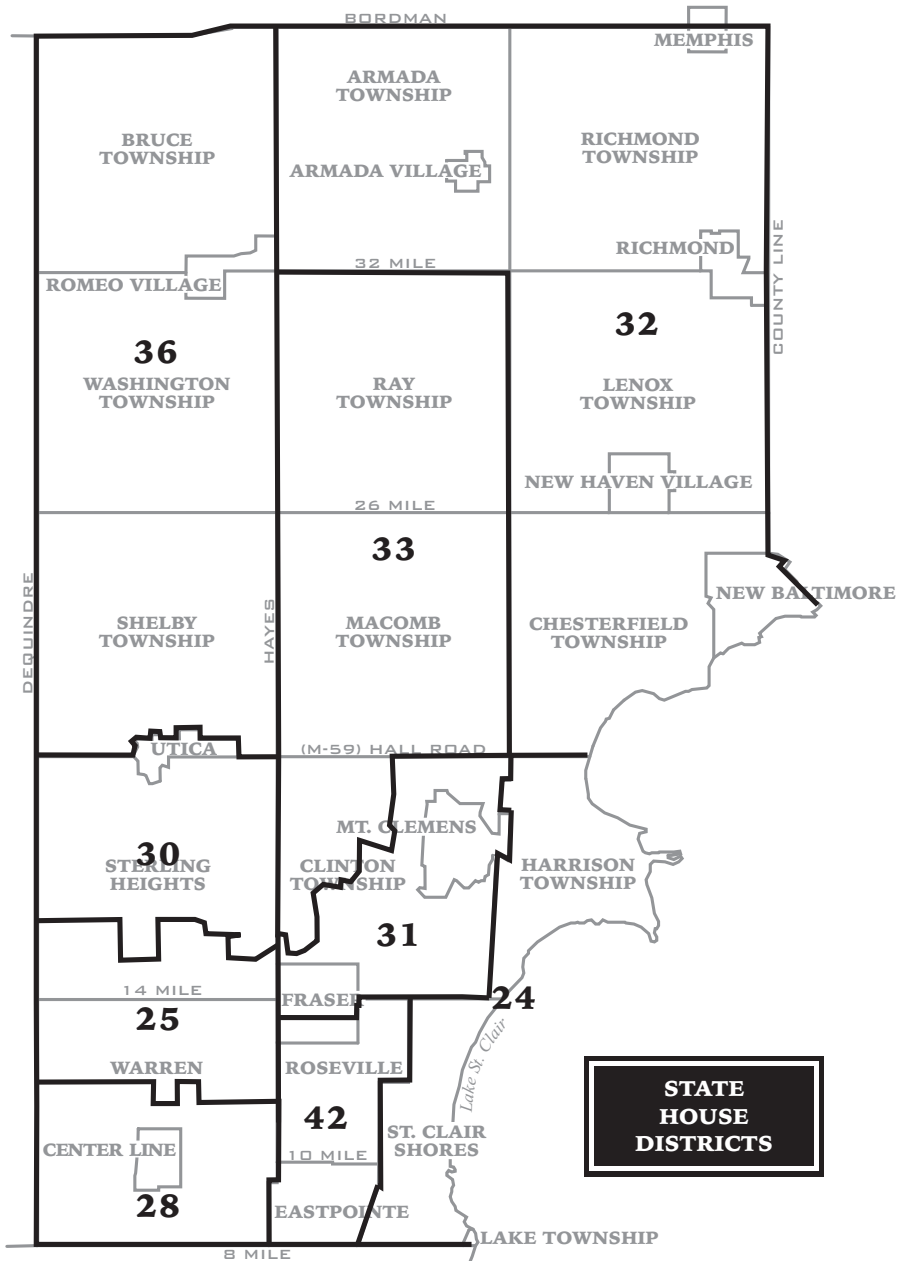 BORDMAN
MEMPHIS
ARMADA
TOWNSHIP
BRUCE
TOWNSHIP
RICHMOND
TOWNSHIP
ARMADA VILLAGE
RICHMOND
COUNTY LINE
32 MILE
ROMEO VILLAGE
32
36
WASHINGTON
TOWNSHIP
RAY
TOWNSHIP
LENOX
TOWNSHIP
NEW HAVEN VILLAGE
26 MILE
33
NEW BALTIMORE
DEQUINDRE
HAYES
SHELBY
TOWNSHIP
MACOMB
TOWNSHIP
CHESTERFIELD
TOWNSHIP
UTICA
(M-59) HALL ROAD
MT. CLEMENS
30
STERLING
HEIGHTS
CLINTON
TOWNSHIP
HARRISON
TOWNSHIP
31
14 MILE
FRASER
24
25
WARREN
ROSEVILLE
Lake St. Clair
STATE
HOUSE
DISTRICTS
42
ST. CLAIR
SHORES
CENTER LINE
10 MILE
28
EASTPOINTE
LAKE TOWNSHIP
8 MILE